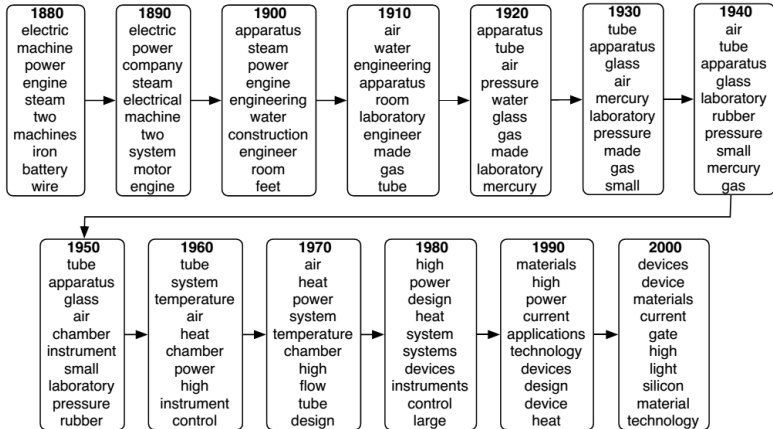 1880
electric
machine
power
engine
steam
two
machines
iron
battery
wire
1890
electric
power
company
steam
electrical
machine
two
system
motor
engine
1900
apparatus
steam
power
engine
engineering
water
construction
engineer
room
feet
1910
air
water
engineering
apparatus
room
laboratory
engineer
made
gas
tube
1920
apparatus
tube
air
pressure
water
glass
gas
made
laboratory
mercury
1930
tube
apparatus
glass
air
mercury
laboratory
pressure
made
gas
small
1940
air
tube
apparatus
glass
laboratory
rubber
pressure
small
mercury
gas
1950
tube
apparatus
glass
air
chamber
instrument
small
laboratory
pressure
rubber
1960
tube
system
temperature
air
heat
chamber
power
high
instrument
control
1970
air
heat
power
system
temperature
chamber
high
flow
tube
design
1980
high
power
design
heat
system
systems
devices
instruments
control
large
1990
materials
high
power
current
applications
technology
devices
design
device
heat
2000
devices
device
materials
current
gate
high
light
silicon
material
technology